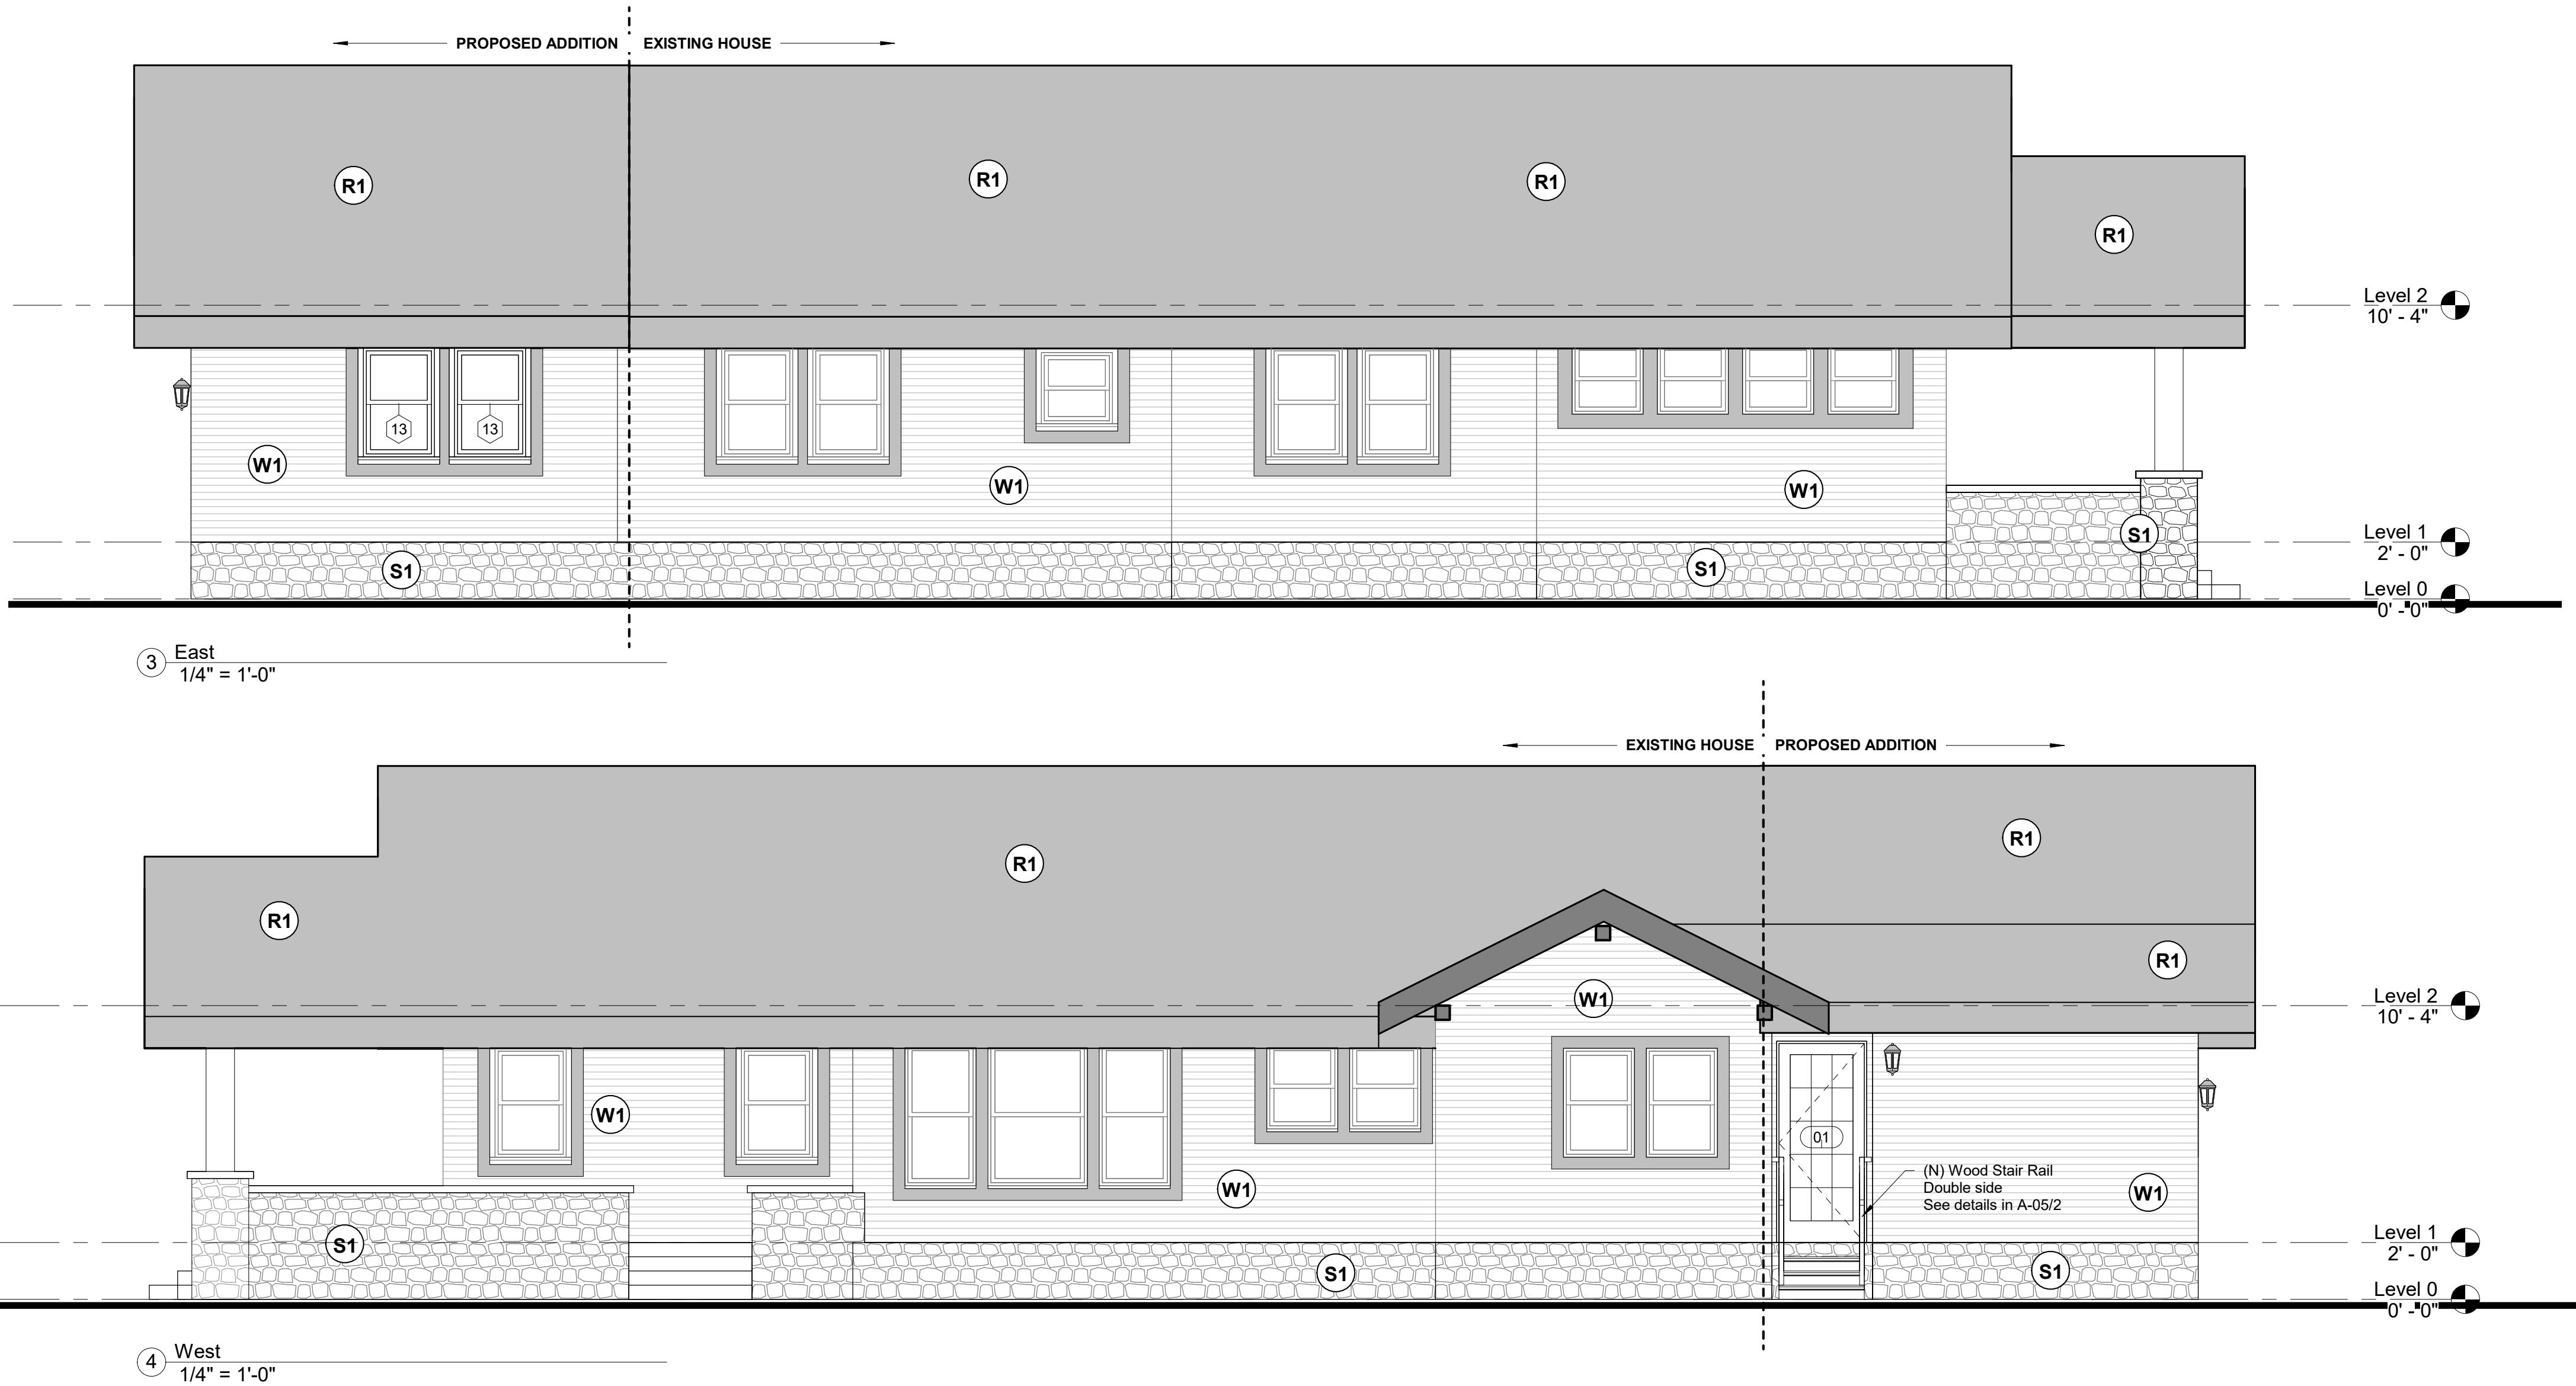 PROPOSED ADDITION EXISTING HOUSE
R1
R1
R1
R1
Level 2
10' - 4"
13
13
W1
W1
W1
S1
S1
S1
Level 1
2' - 0"
Level 0
0' - 0"
3
East
1/4" = 1'-0"
EXISTING HOUSE PROPOSED ADDITION
R1
R1
R1
R1
W1
Level 2
10' - 4"
W1
01
W1
(N) Wood Stair Rail
Double side
See details in A-05/2
W1
S1
S1
S1
Level 1
2' - 0"
Level 0
0' - 0"
4
West
1/4" = 1'-0"